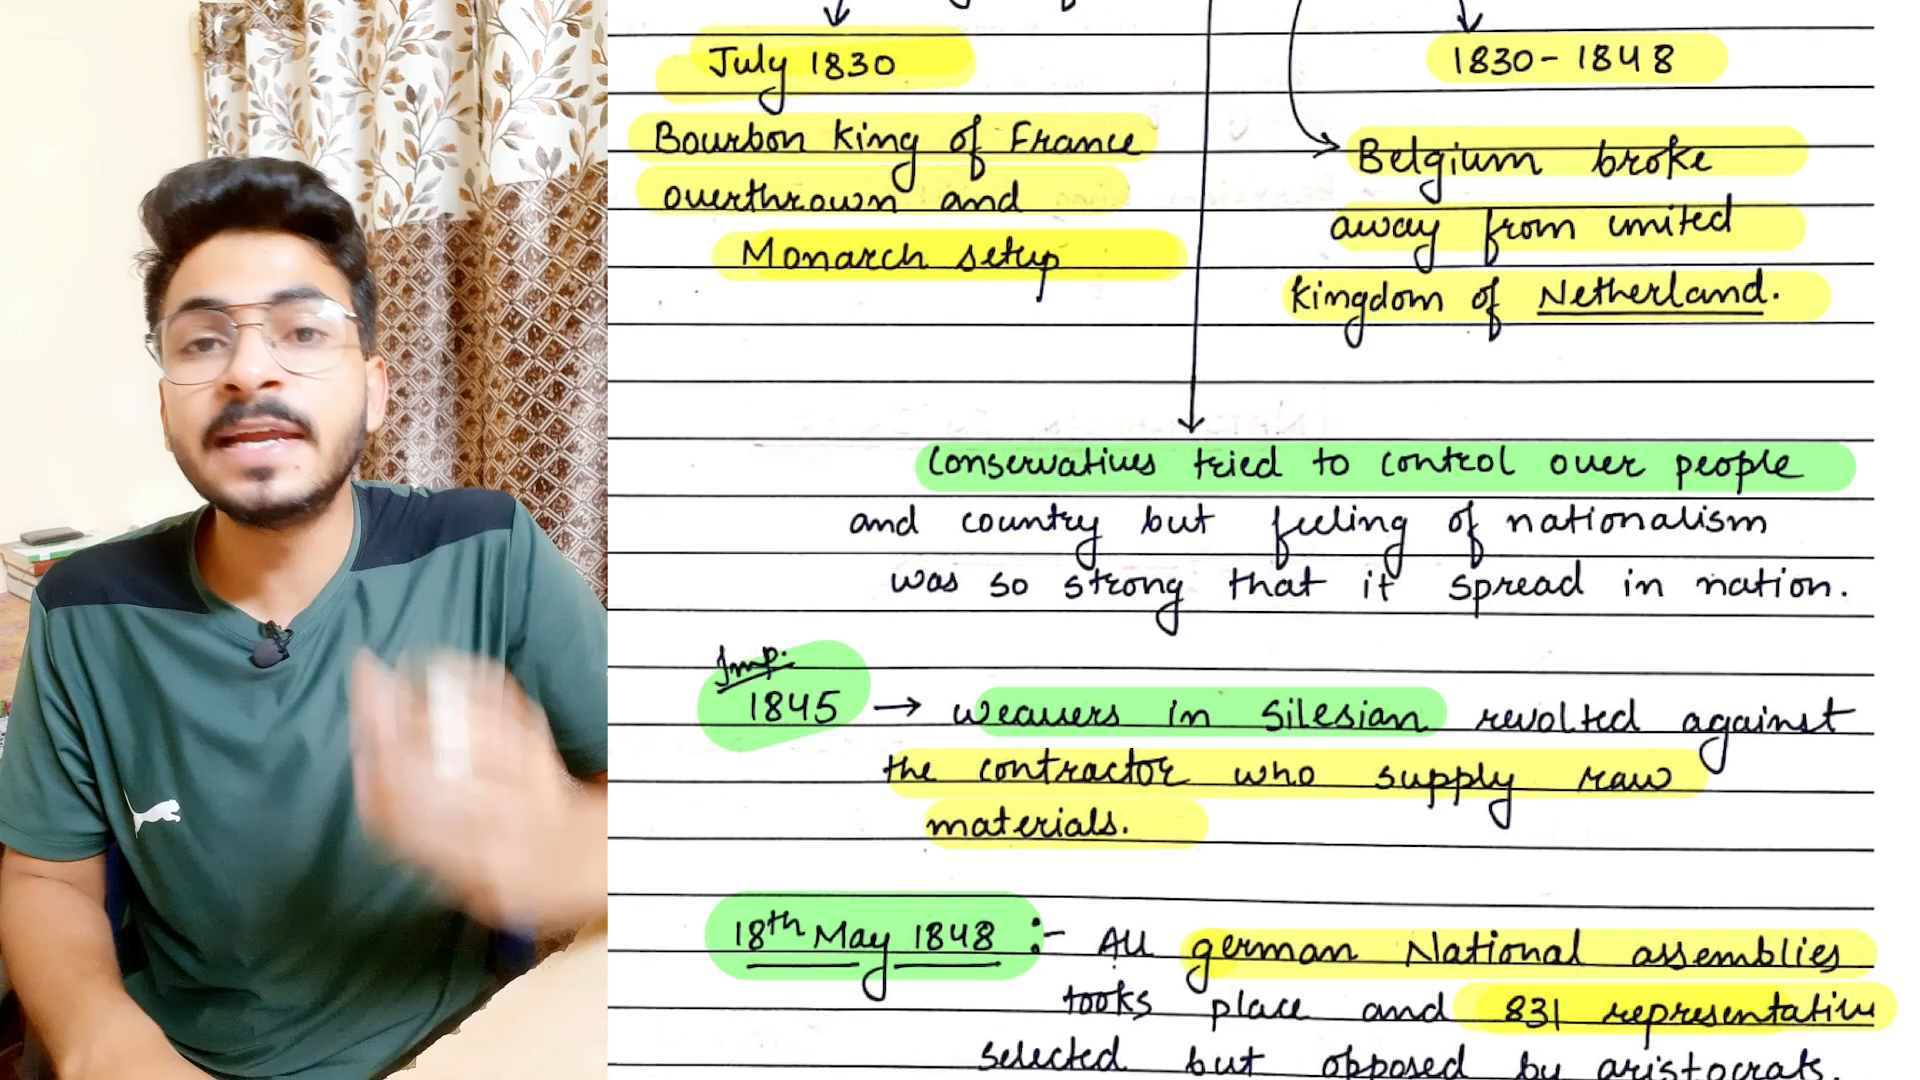 July 1830
Bourbon king of France
overthrown and
Monarch setup
1830-1848
Belgium broke
away from united
kingdom of Netherland.
Conservatives tried to control over people
and country but feeling of nationalism
was so strong that it spread in nation.
Imp.
1845 → weavers in Silesian revolted against
the contractor who supply raw
materials.
18th May 1848 :- All german National assemblies
tooks place and 831 representative
selected but opposed by aristocrats.